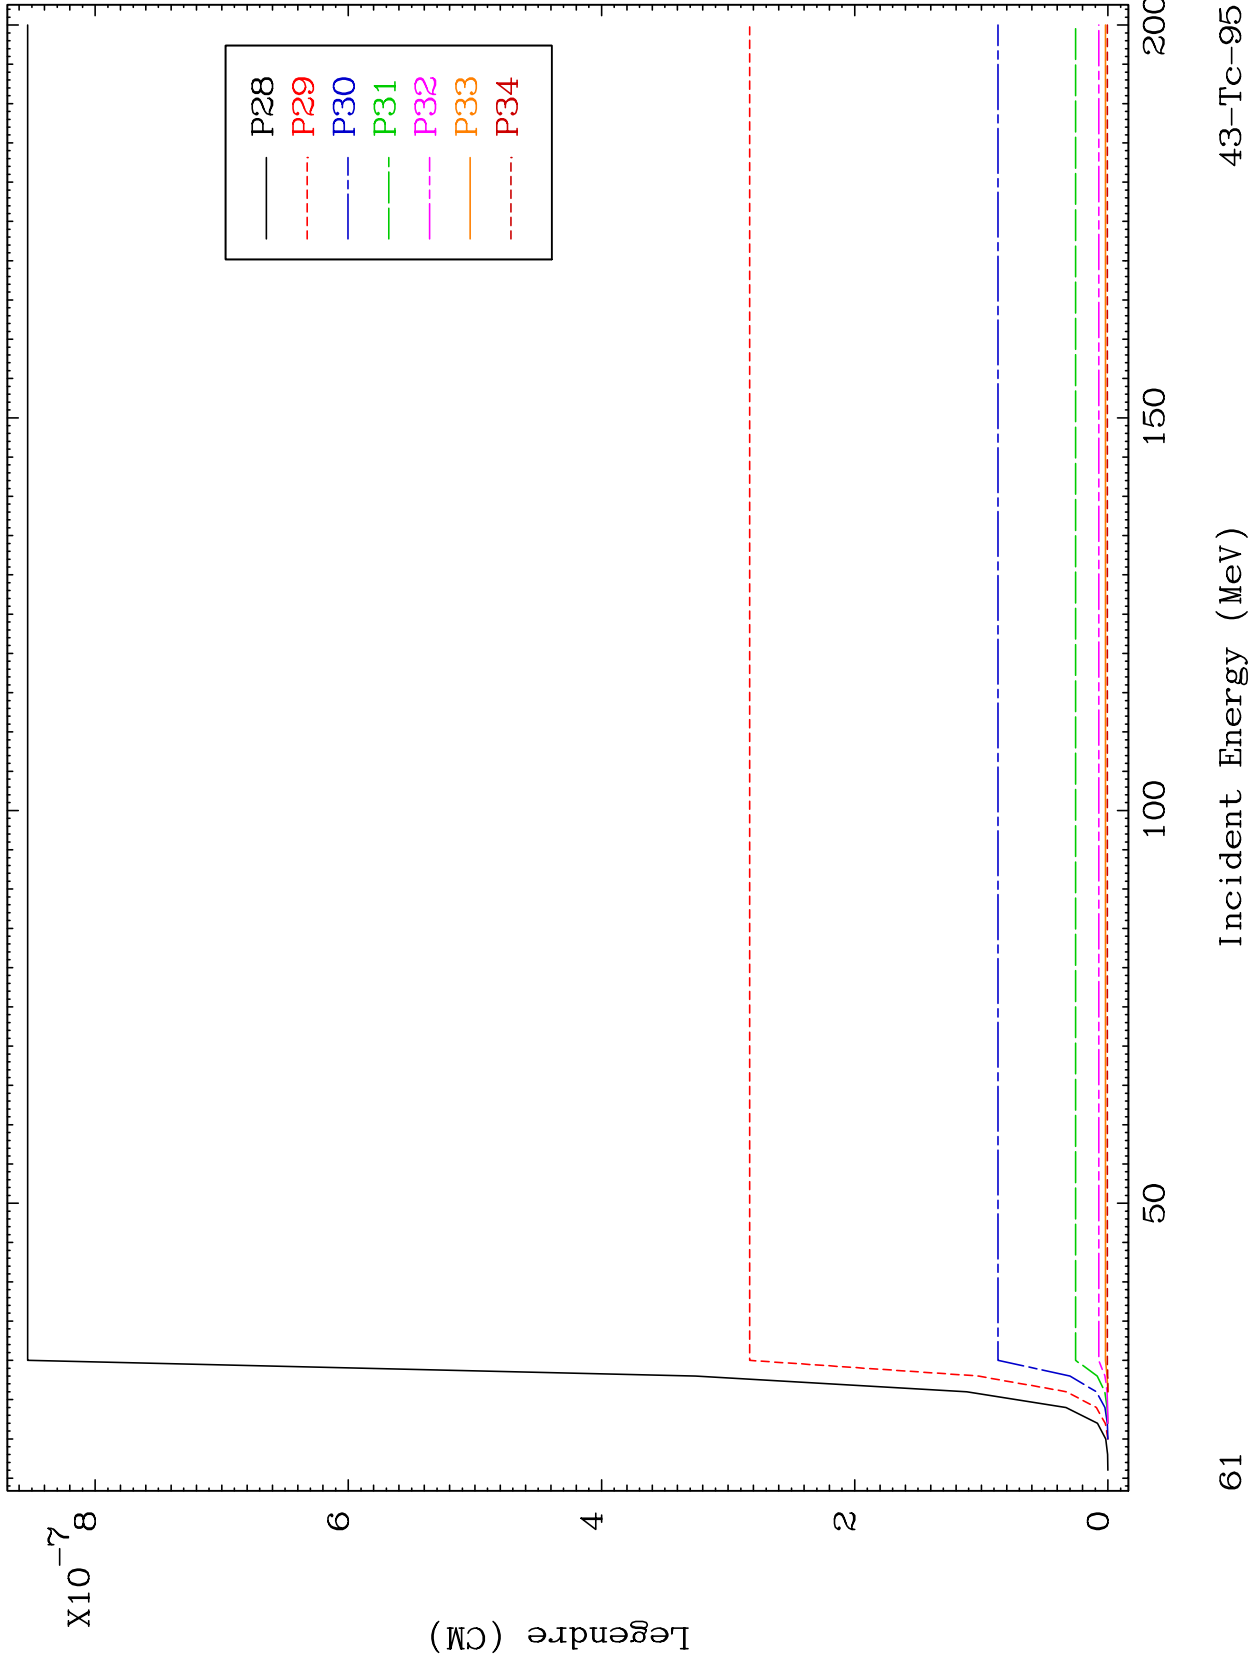 X10
-7
8
6
4
2
0
Legendre (CM)
P28
P29
P30
P31
P32
P33
P34
50
100
150
200
Incident Energy (MeV)
61
43-Tc-95